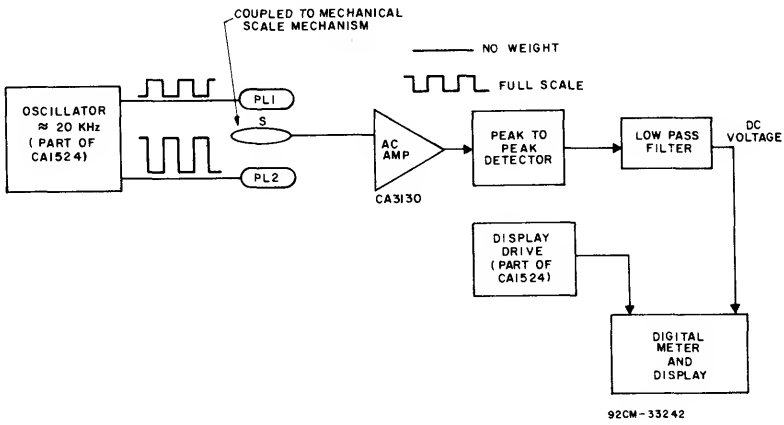 COUPLED TO MECHANICAL
SCALE MECHANISM
NO WEIGHT
FULL SCALE
OSCILLATOR
≈ 20 KHz
( PART OF
CA1524)
PL1
S
PL2
AC
AMP
CA3130
PEAK TO
PEAK
DETECTOR
LOW PASS
FILTER
DC
VOLTAGE
DISPLAY
DRIVE
( PART OF
CA1524)
DIGITAL
METER
AND
DISPLAY
92CM-33242